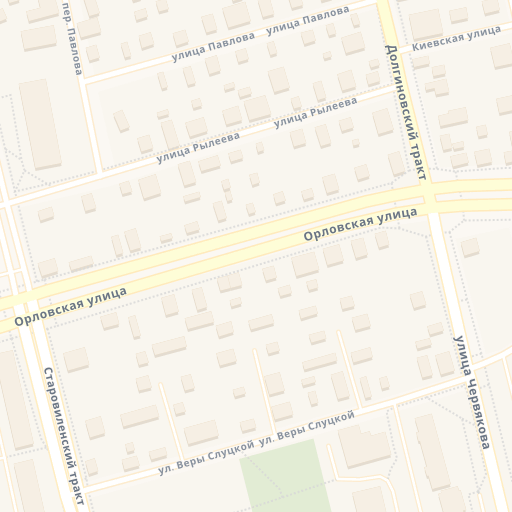 пер. Павлова
улица Павлова
улица Павлова
Киевская улица
Долгиновский тракт
улица Рылеева
улица Рылеева
Орловская улица
Орловская улица
Старовиленский тракт
улица Червякова
ул. Веры Слуцкой
ул. Веры Слуцкой